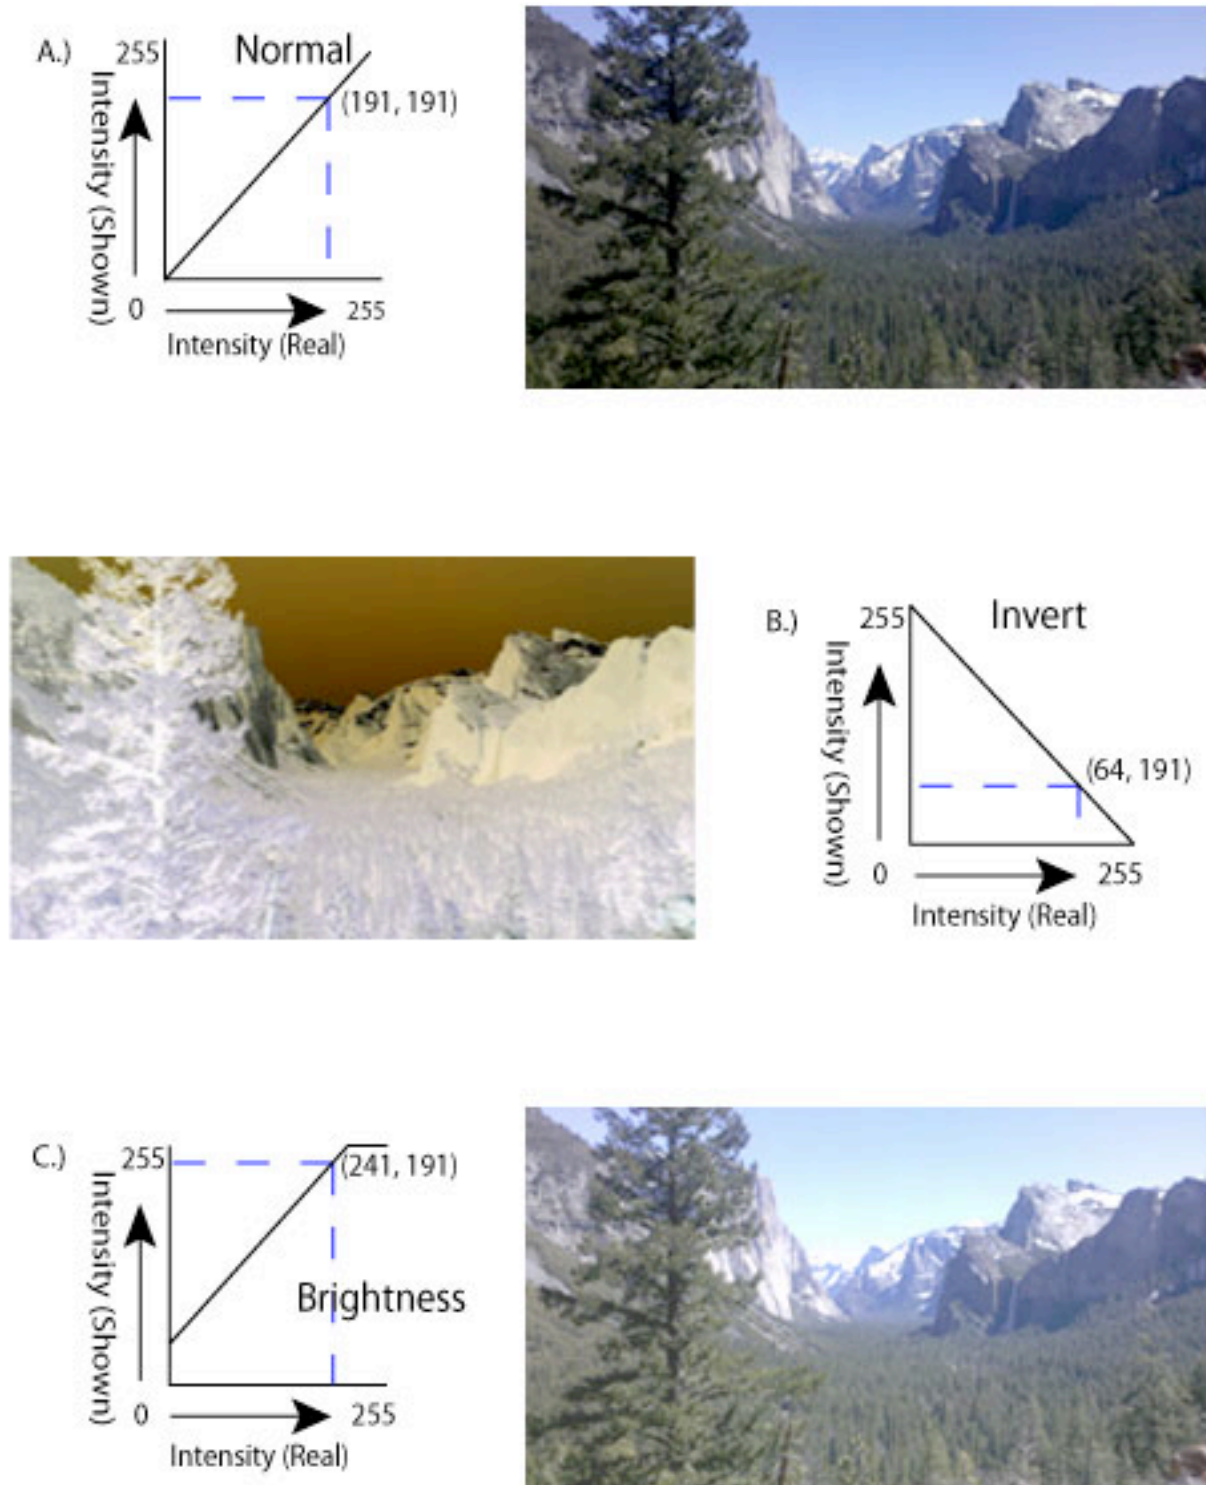 A.)
Normal
255
(191, 191)
Intensity (Shown)
0
255
Intensity (Real)
B.)
Invert
255
(64, 191)
Intensity (Shown)
0
255
Intensity (Real)
C.)
255
(241, 191)
Intensity (Shown)
Brightness
0
255
Intensity (Real)